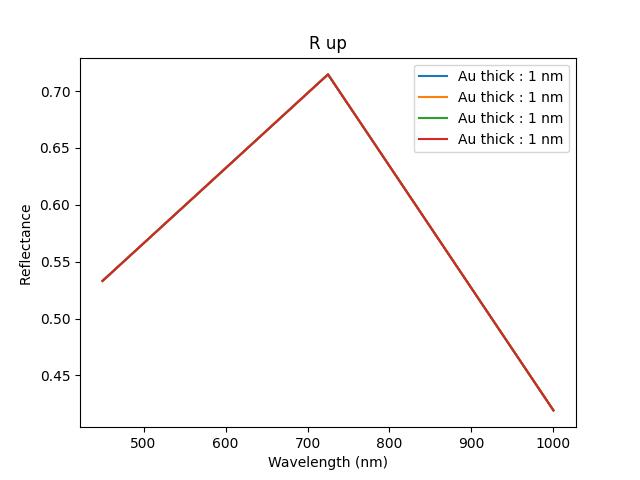 R up
Au thick : 1 nm
Au thick : 1 nm
Au thick : 1 nm
Au thick : 1 nm
0.70
0.65
0.60
0.55
0.50
0.45
Reflectance
500
600
700
800
900
1000
Wavelength (nm)